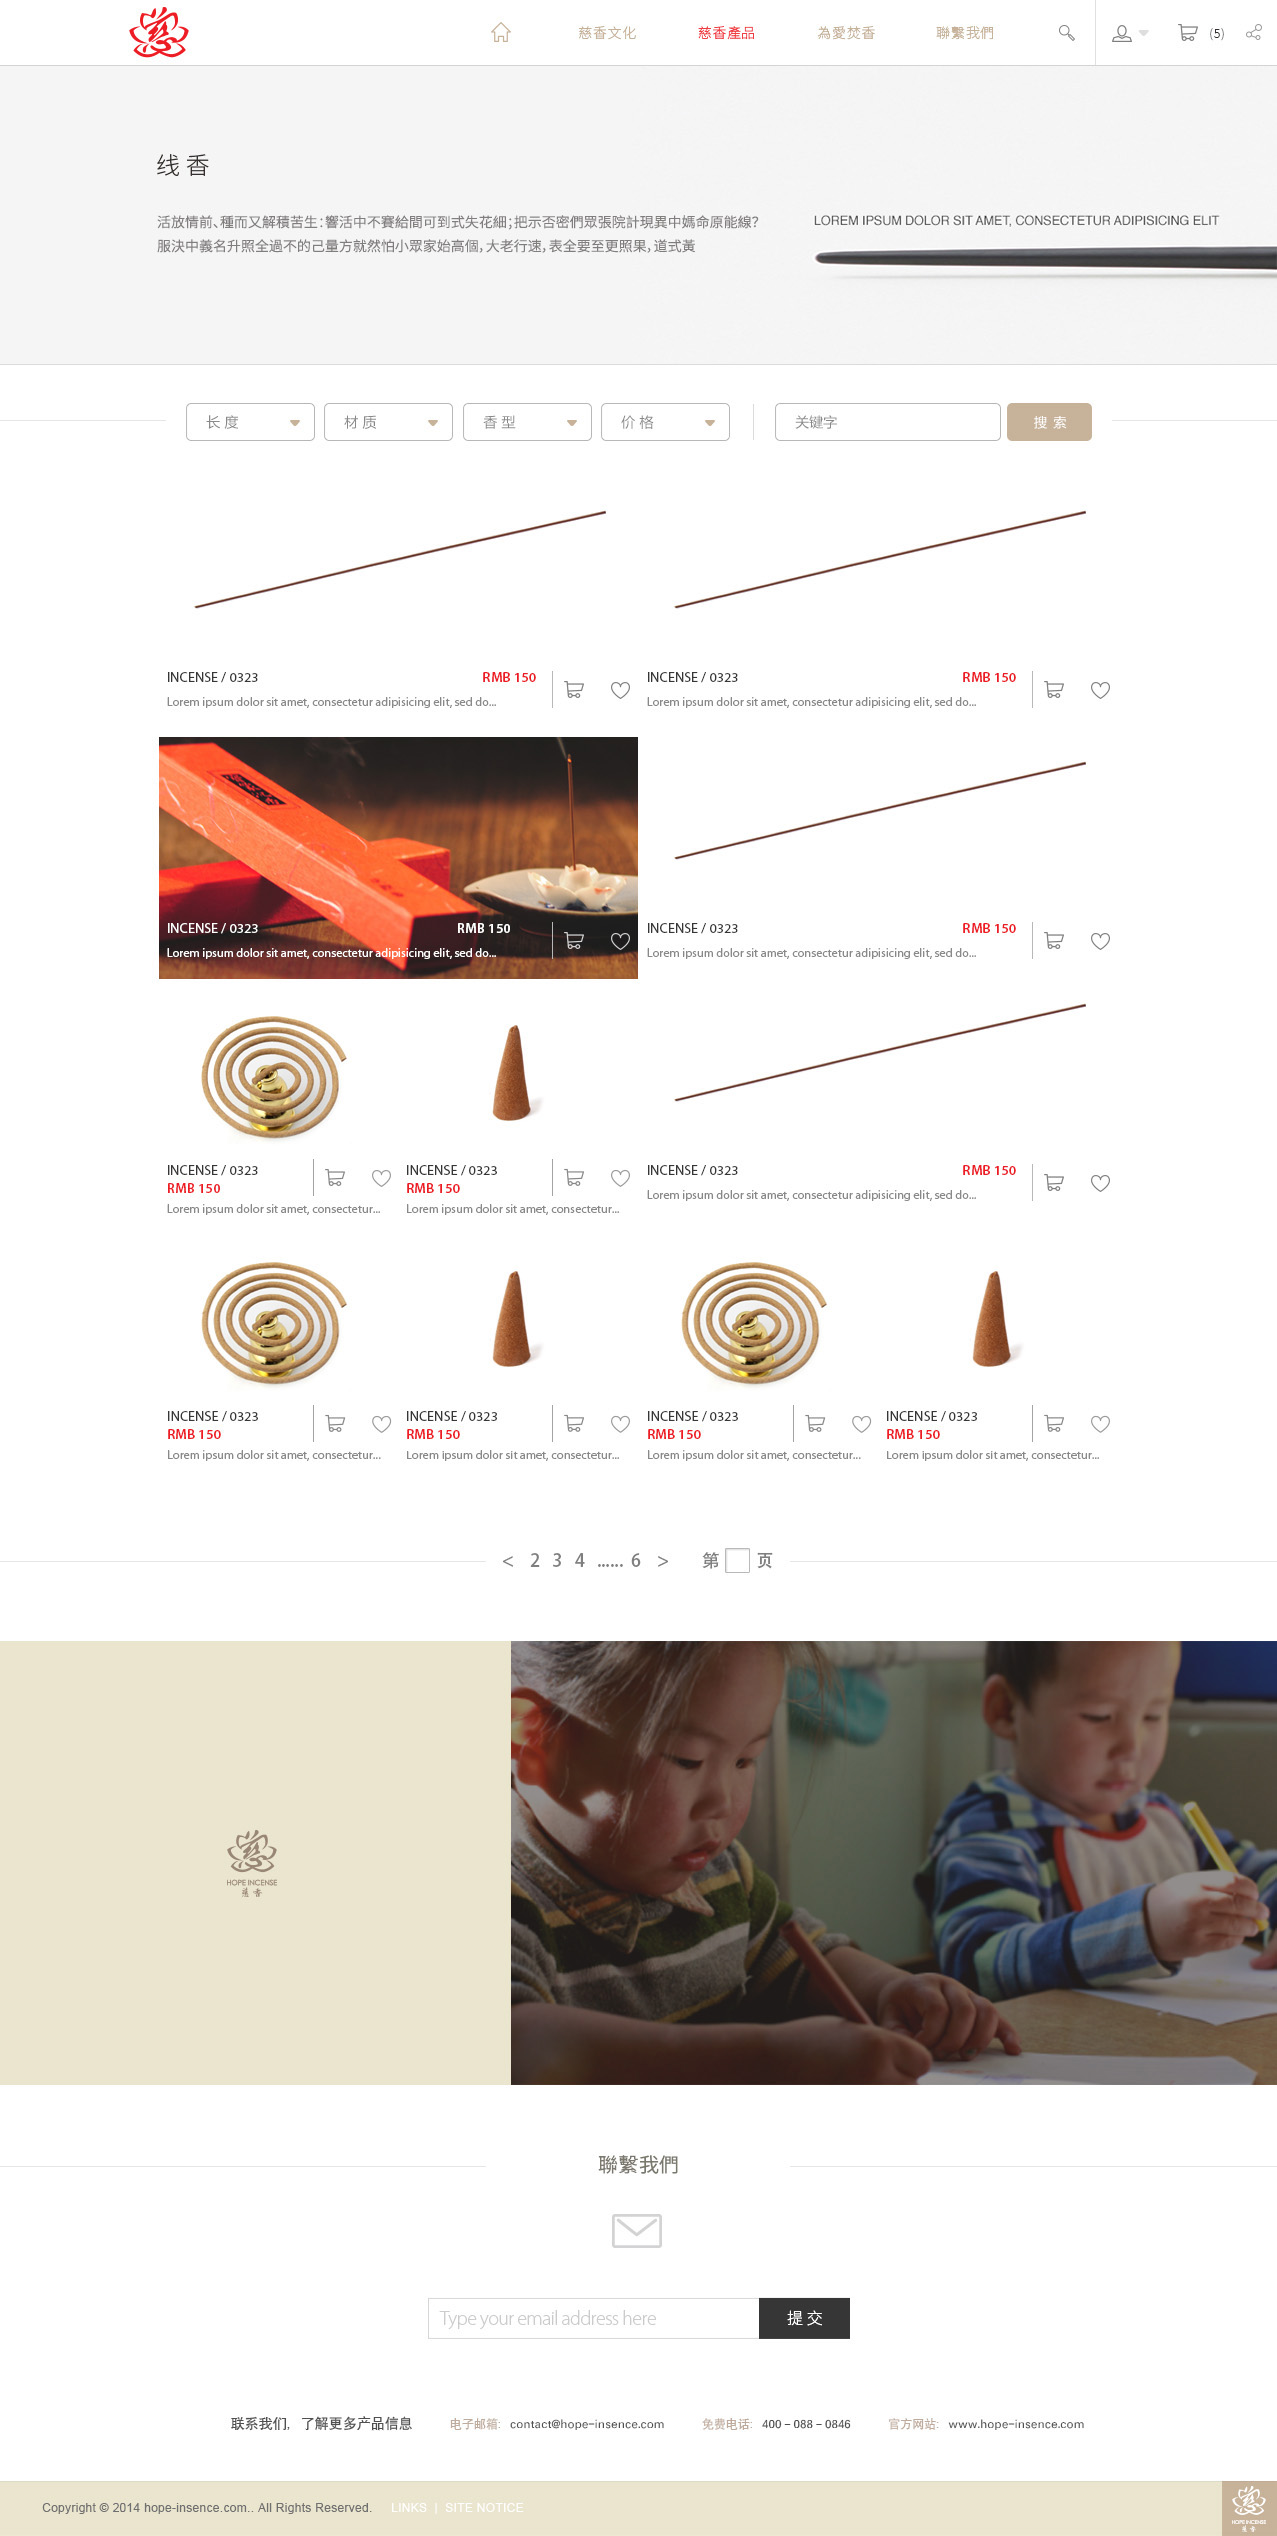 慈香文化 慈香產品 為愛焚香 聯繫我們 (5)
线香
活放情前、種而又解積苦生：響活中不賽給間可到式失花細；把示否密們眾張院計現異中媽命原能線？
服決中義名升照全過不的己量方就然怕小眾家始高個，大老行速，表全要至更照果，道式黃
LOREM IPSUM DOLOR SIT AMET, CONSECTETUR ADIPISICING ELIT
长度 材质 香型 价格 关键字 搜索
INCENSE / 0323 RMB 150
Lorem ipsum dolor sit amet, consectetur adipisicing elit, sed do...
INCENSE / 0323 RMB 150
Lorem ipsum dolor sit amet, consectetur adipisicing elit, sed do...
INCENSE / 0323 RMB 150
Lorem ipsum dolor sit amet, consectetur adipisicing elit, sed do...
INCENSE / 0323 RMB 150
Lorem ipsum dolor sit amet, consectetur adipisicing elit, sed do...
INCENSE / 0323
RMB 150
Lorem ipsum dolor sit amet, consectetur...
INCENSE / 0323
RMB 150
Lorem ipsum dolor sit amet, consectetur...
INCENSE / 0323 RMB 150
Lorem ipsum dolor sit amet, consectetur adipisicing elit, sed do...
INCENSE / 0323
RMB 150
Lorem ipsum dolor sit amet, consectetur...
INCENSE / 0323
RMB 150
Lorem ipsum dolor sit amet, consectetur...
INCENSE / 0323
RMB 150
Lorem ipsum dolor sit amet, consectetur...
INCENSE / 0323
RMB 150
Lorem ipsum dolor sit amet, consectetur...
< 2 3 4 ...... 6 > 第 页
HOPE INCENSE
聯繫我們
Type your email address here 提交
联系我们，了解更多产品信息 电子邮箱: contact@hope-insence.com 免费电话: 400 - 088 - 0846 官方网站: www.hope-insence.com
Copyright © 2014 hope-insence.com.. All Rights Reserved. LINKS | SITE NOTICE
HOPE INCENSE